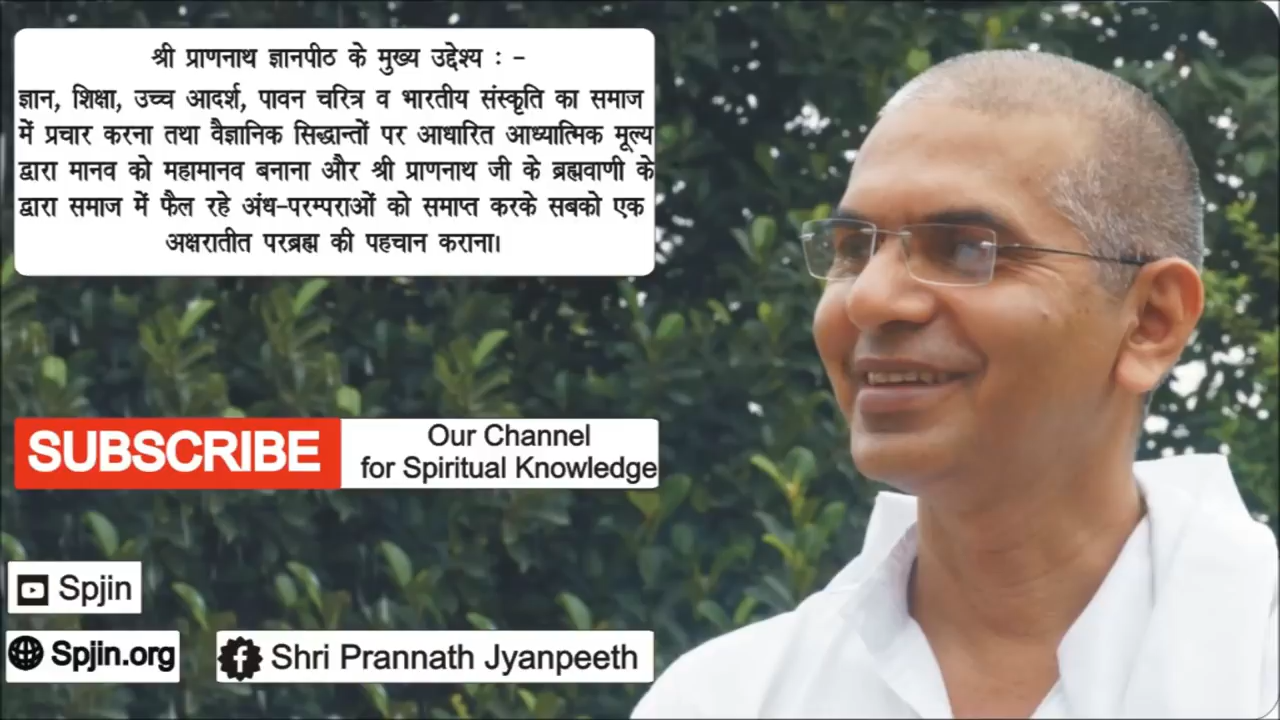 श्री प्राणनाथ ज्ञानपीठ के मुख्य उद्देश्य : -
ज्ञान, शिक्षा, उच्च आदर्श, पावन चरित्र व भारतीय संस्कृति का समाज
में प्रचार करना तथा वैज्ञानिक सिद्धान्तों पर आधारित आध्यात्मिक मूल्य
द्वारा मानव को महामानव बनाना और श्री प्राणनाथ जी के ब्रह्मवाणी के
द्वारा समाज में फैल रहे अंध-परम्पराओं को समाप्त करके सबको एक
अक्षरातीत परब्रह्म की पहचान कराना।
SUBSCRIBE
Our Channel
for Spiritual Knowledge
Spjin
Spjin.org
Shri Prannath Jyanpeeth